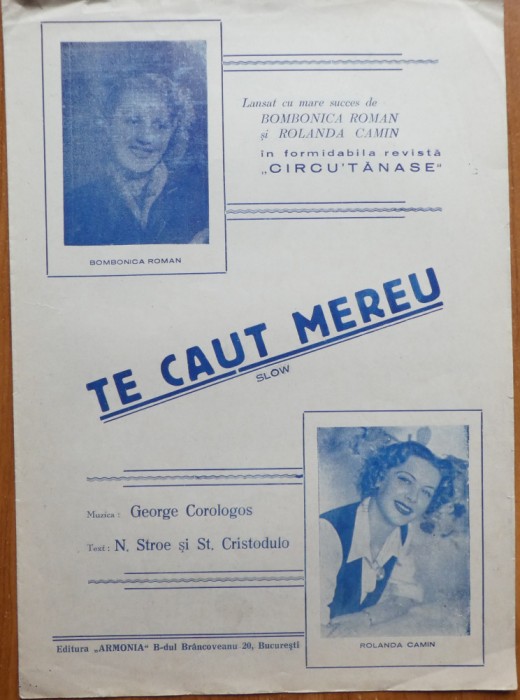 Lansat cu mare succes de
BOMBONICA ROMAN
și ROLANDA CAMIN
în formidabila revistă
„CIRCU'TĂNASE"
BOMBONICA ROMAN
TE CAUT MEREU
SLOW
Muzica: George Corologos
Text: N. Stroe și St. Cristodulo
Editura „ARMONIA" B-dul Brâncoveanu 20, București
ROLANDA CAMIN